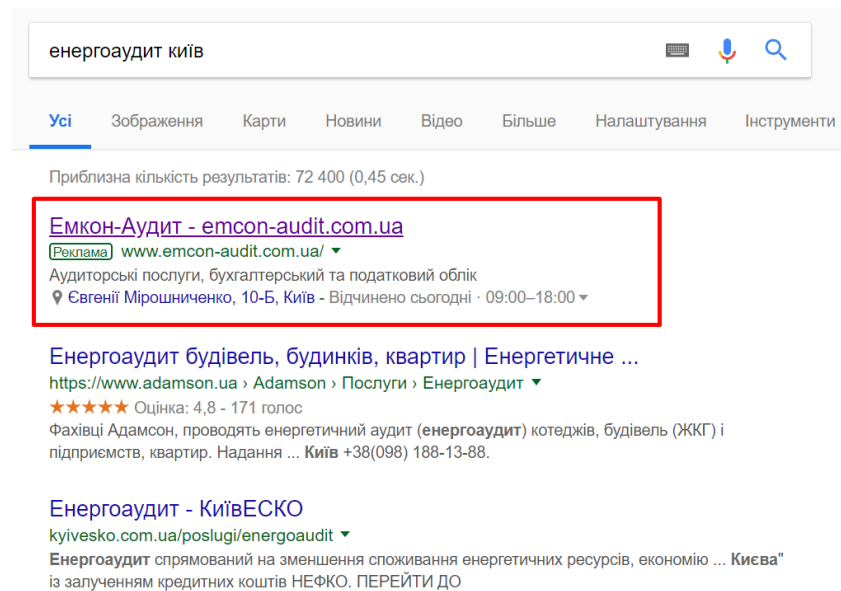 енергоаудит київ
Усі Зображення Карти Новини Відео Більше Налаштування Інструменти
Приблизна кількість результатів: 72 400 (0,45 сек.)
Емкон-Аудит - emcon-audit.com.ua
Реклама www.emcon-audit.com.ua/
Аудиторські послуги, бухгалтерський та податковий облік
Євгенії Мірошниченко, 10-Б, Київ - Відчинено сьогодні · 09:00–18:00
Енергоаудит будівель, будинків, квартир | Енергетичне ...
https://www.adamson.ua › Adamson › Послуги › Енергоаудит
★★★★★ Оцінка: 4,8 - 171 голос
Фахівці Адамсон, проводять енергетичний аудит (енергоаудит) котеджів, будівель (ЖКГ) і
підприємств, квартир. Надання ... Київ +38(098) 188-13-88.
Енергоаудит - КиївЕСКО
kyivesko.com.ua/poslugi/energoaudit
Енергоаудит спрямований на зменшення споживання енергетичних ресурсів, економію ... Києва"
із залученням кредитних коштів НЕФКО. ПЕРЕЙТИ ДО